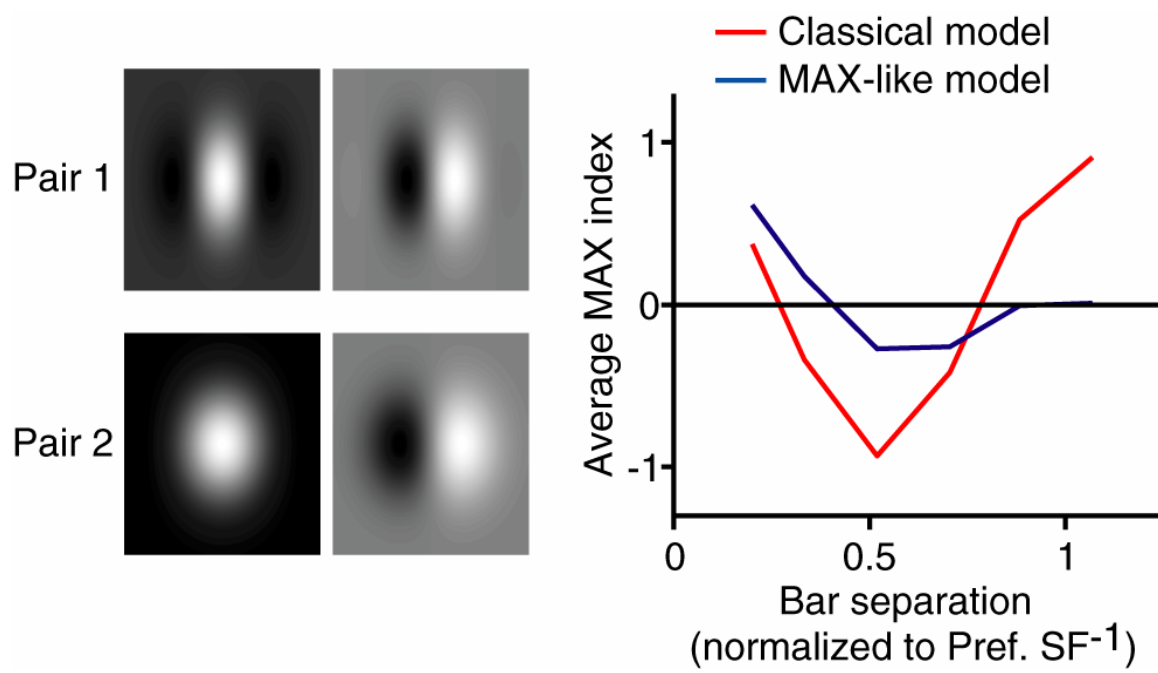 Pair 1
Pair 2
Classical model
MAX-like model
Average MAX index
1
0
-1
0
0.5
1
Bar separation
(normalized to Pref. SF-1)